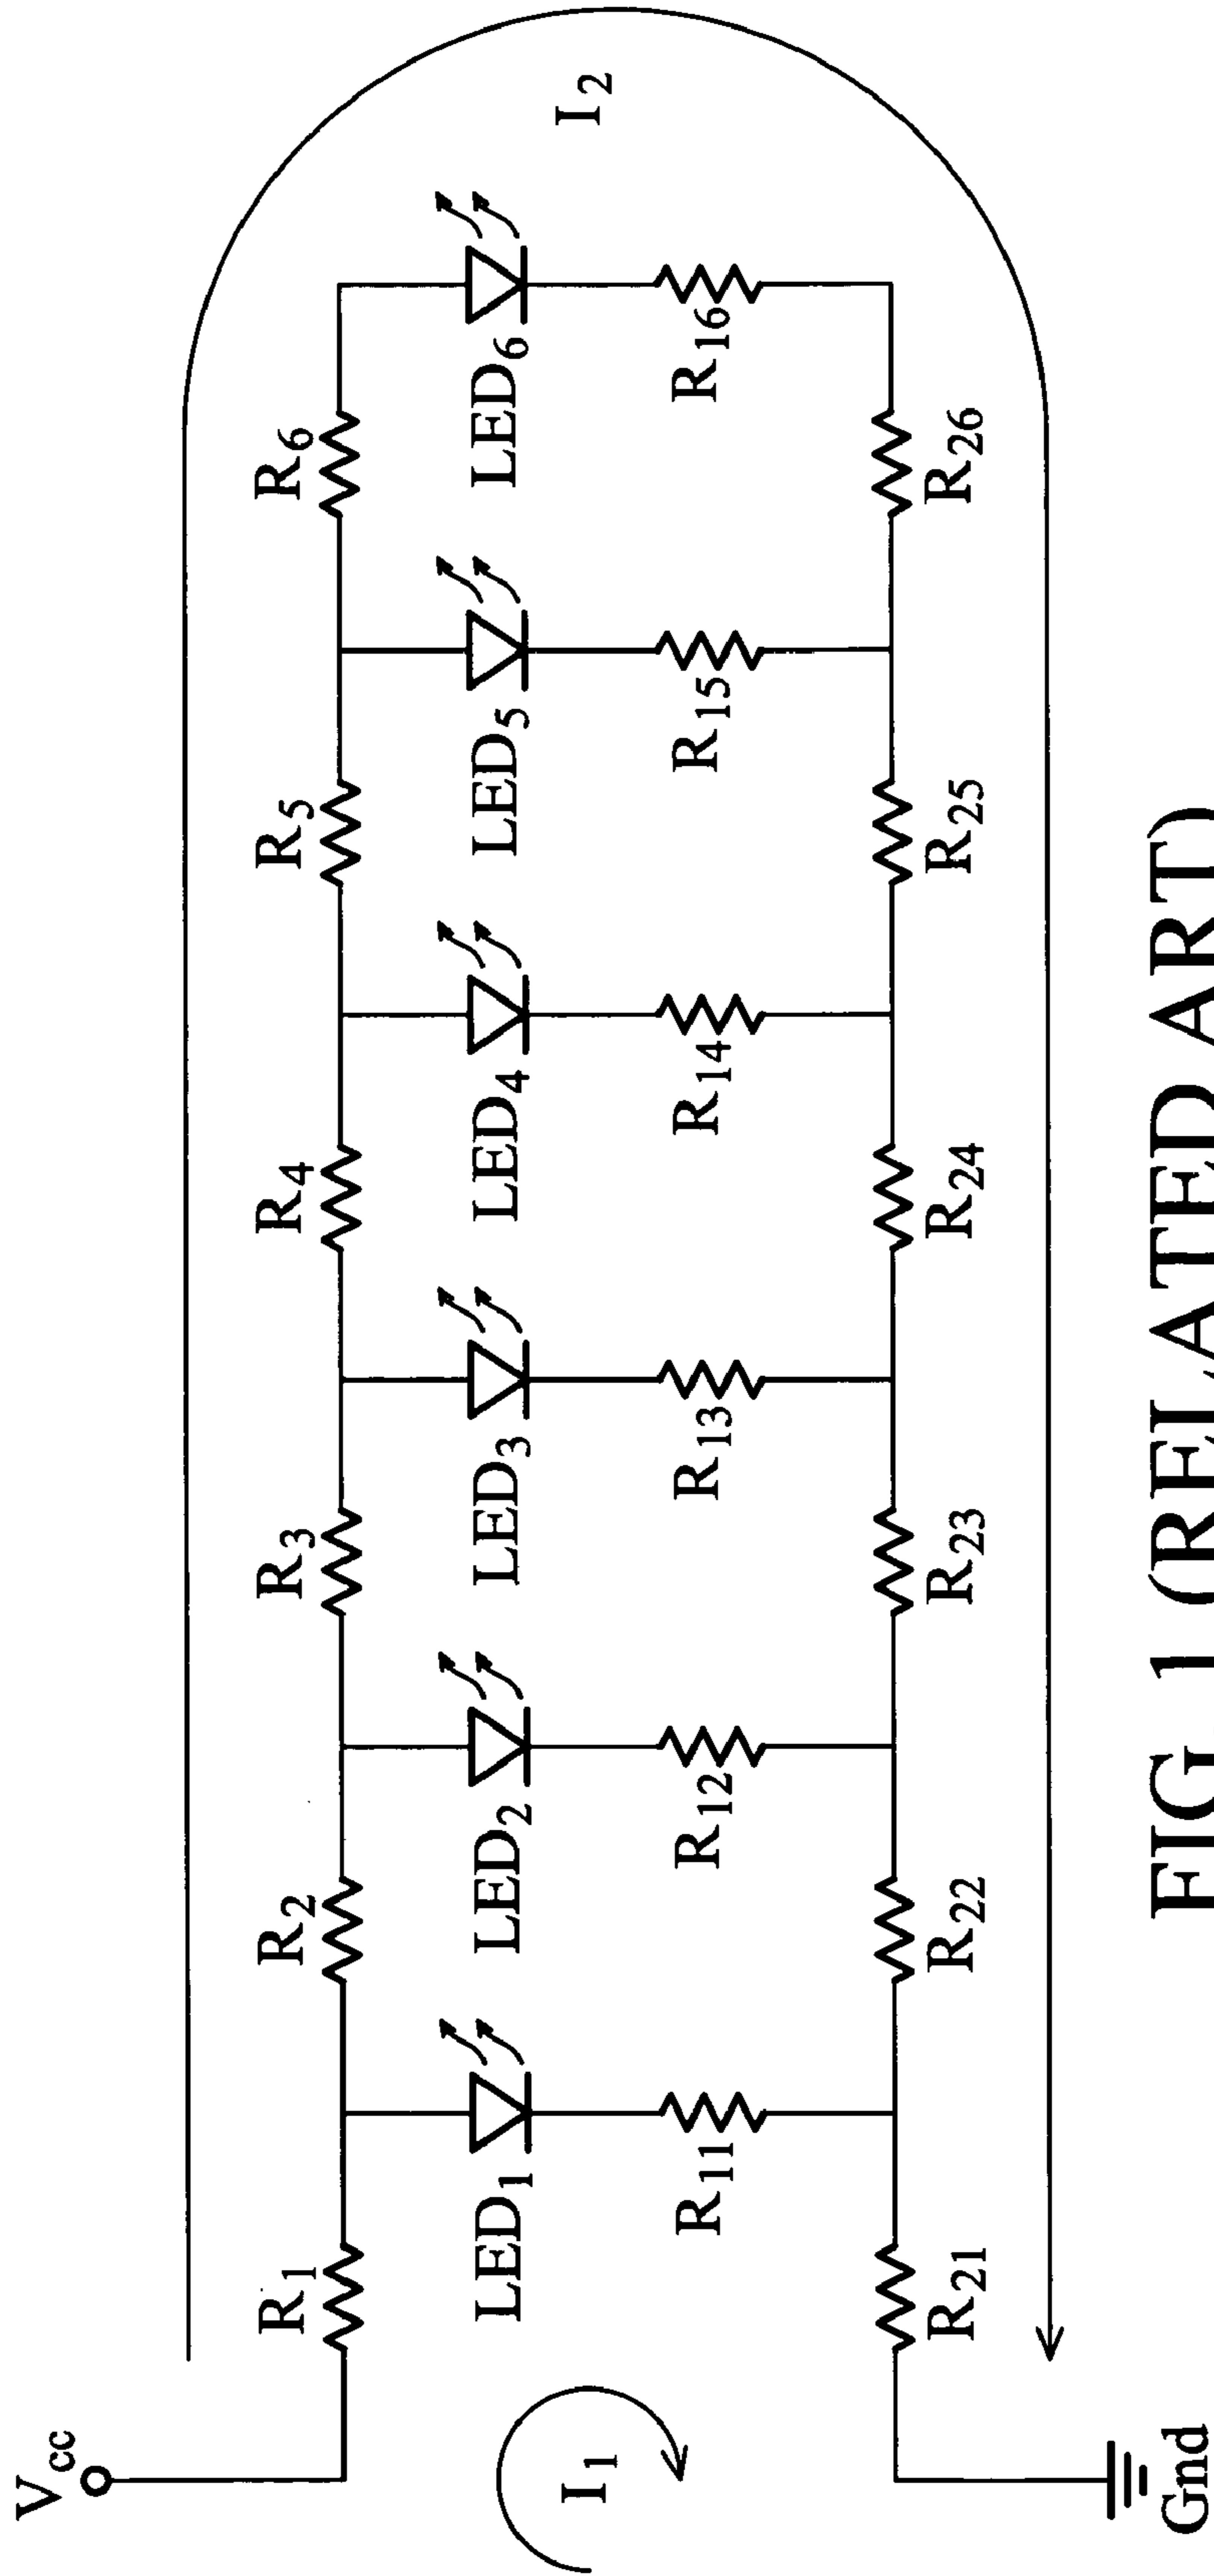 Vcc
R1 R2 R3 R4 R5 R6
LED1 LED2 LED3 LED4 LED5 LED6
I1 I2
R11 R12 R13 R14 R15 R16
R21 R22 R23 R24 R25 R26
Gnd
FIG. 1 (RELATED ART)